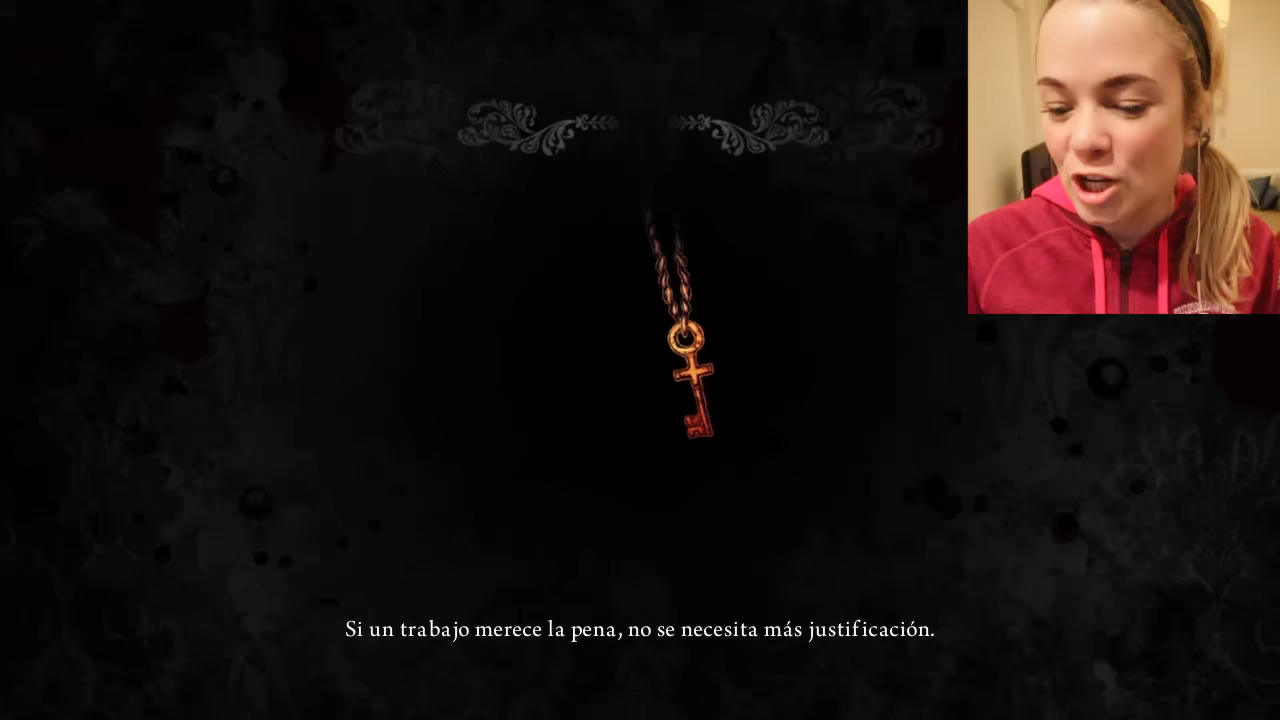 Si un trabajo merece la pena, no se necesita más justificación.